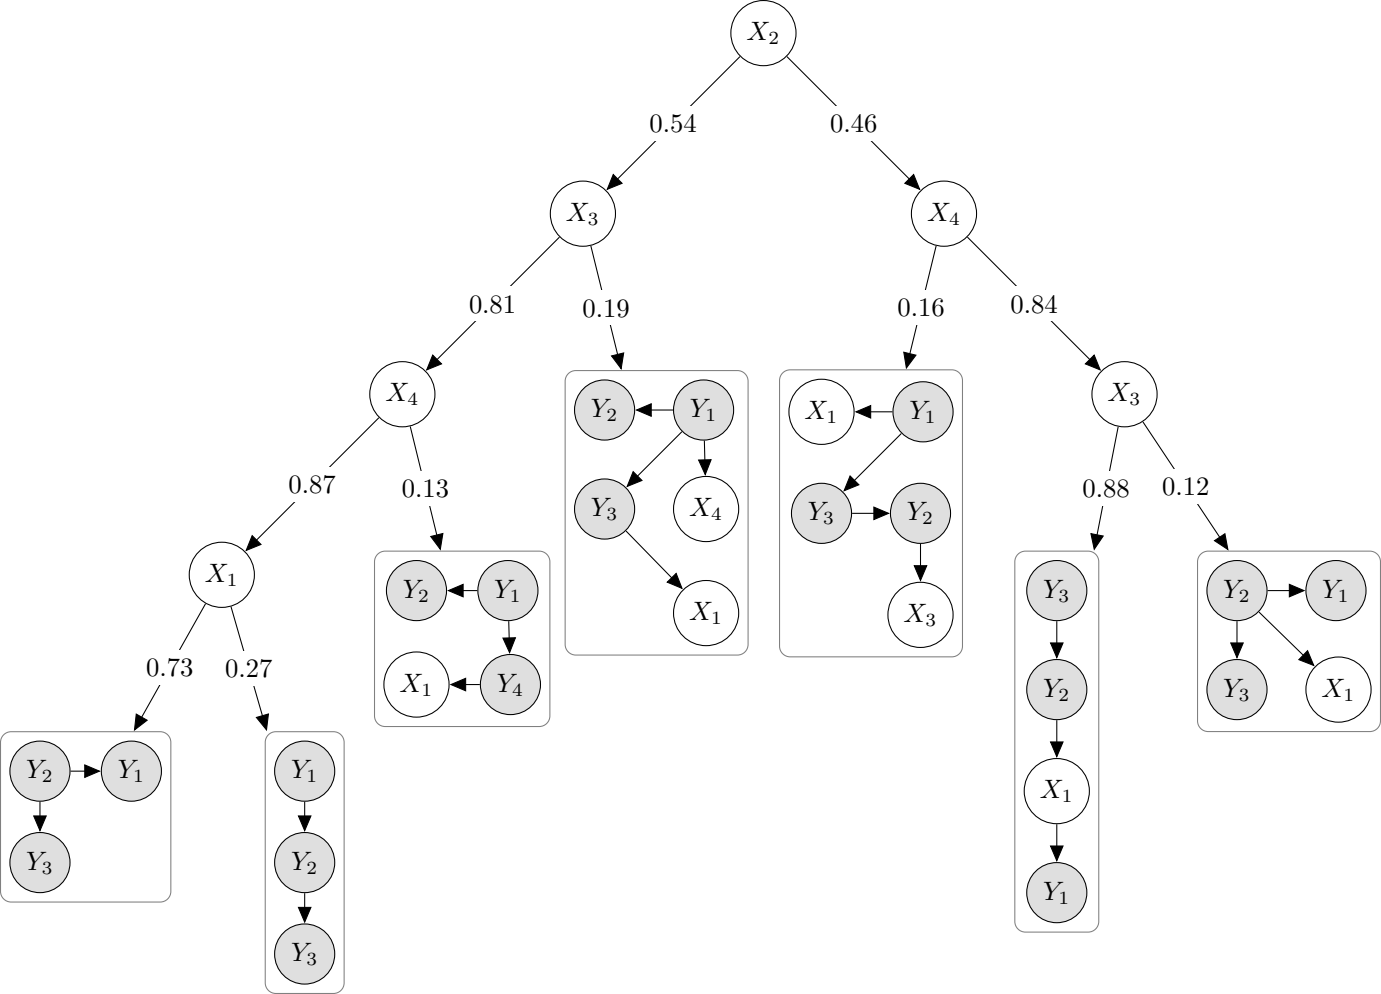 X2
0.54 0.46
X3 X4
0.81 0.19 0.16 0.84
X4 X3
Y2 Y1 X1 Y1
0.87 0.13 0.88 0.12
Y3 X4 Y3 Y2
X1
Y2 Y1 Y3 Y2 Y1
X1 X3
0.73 0.27
X1 Y4 Y2 Y3 X1
Y2 Y1 Y1
X1
Y3 Y2
Y1
Y3